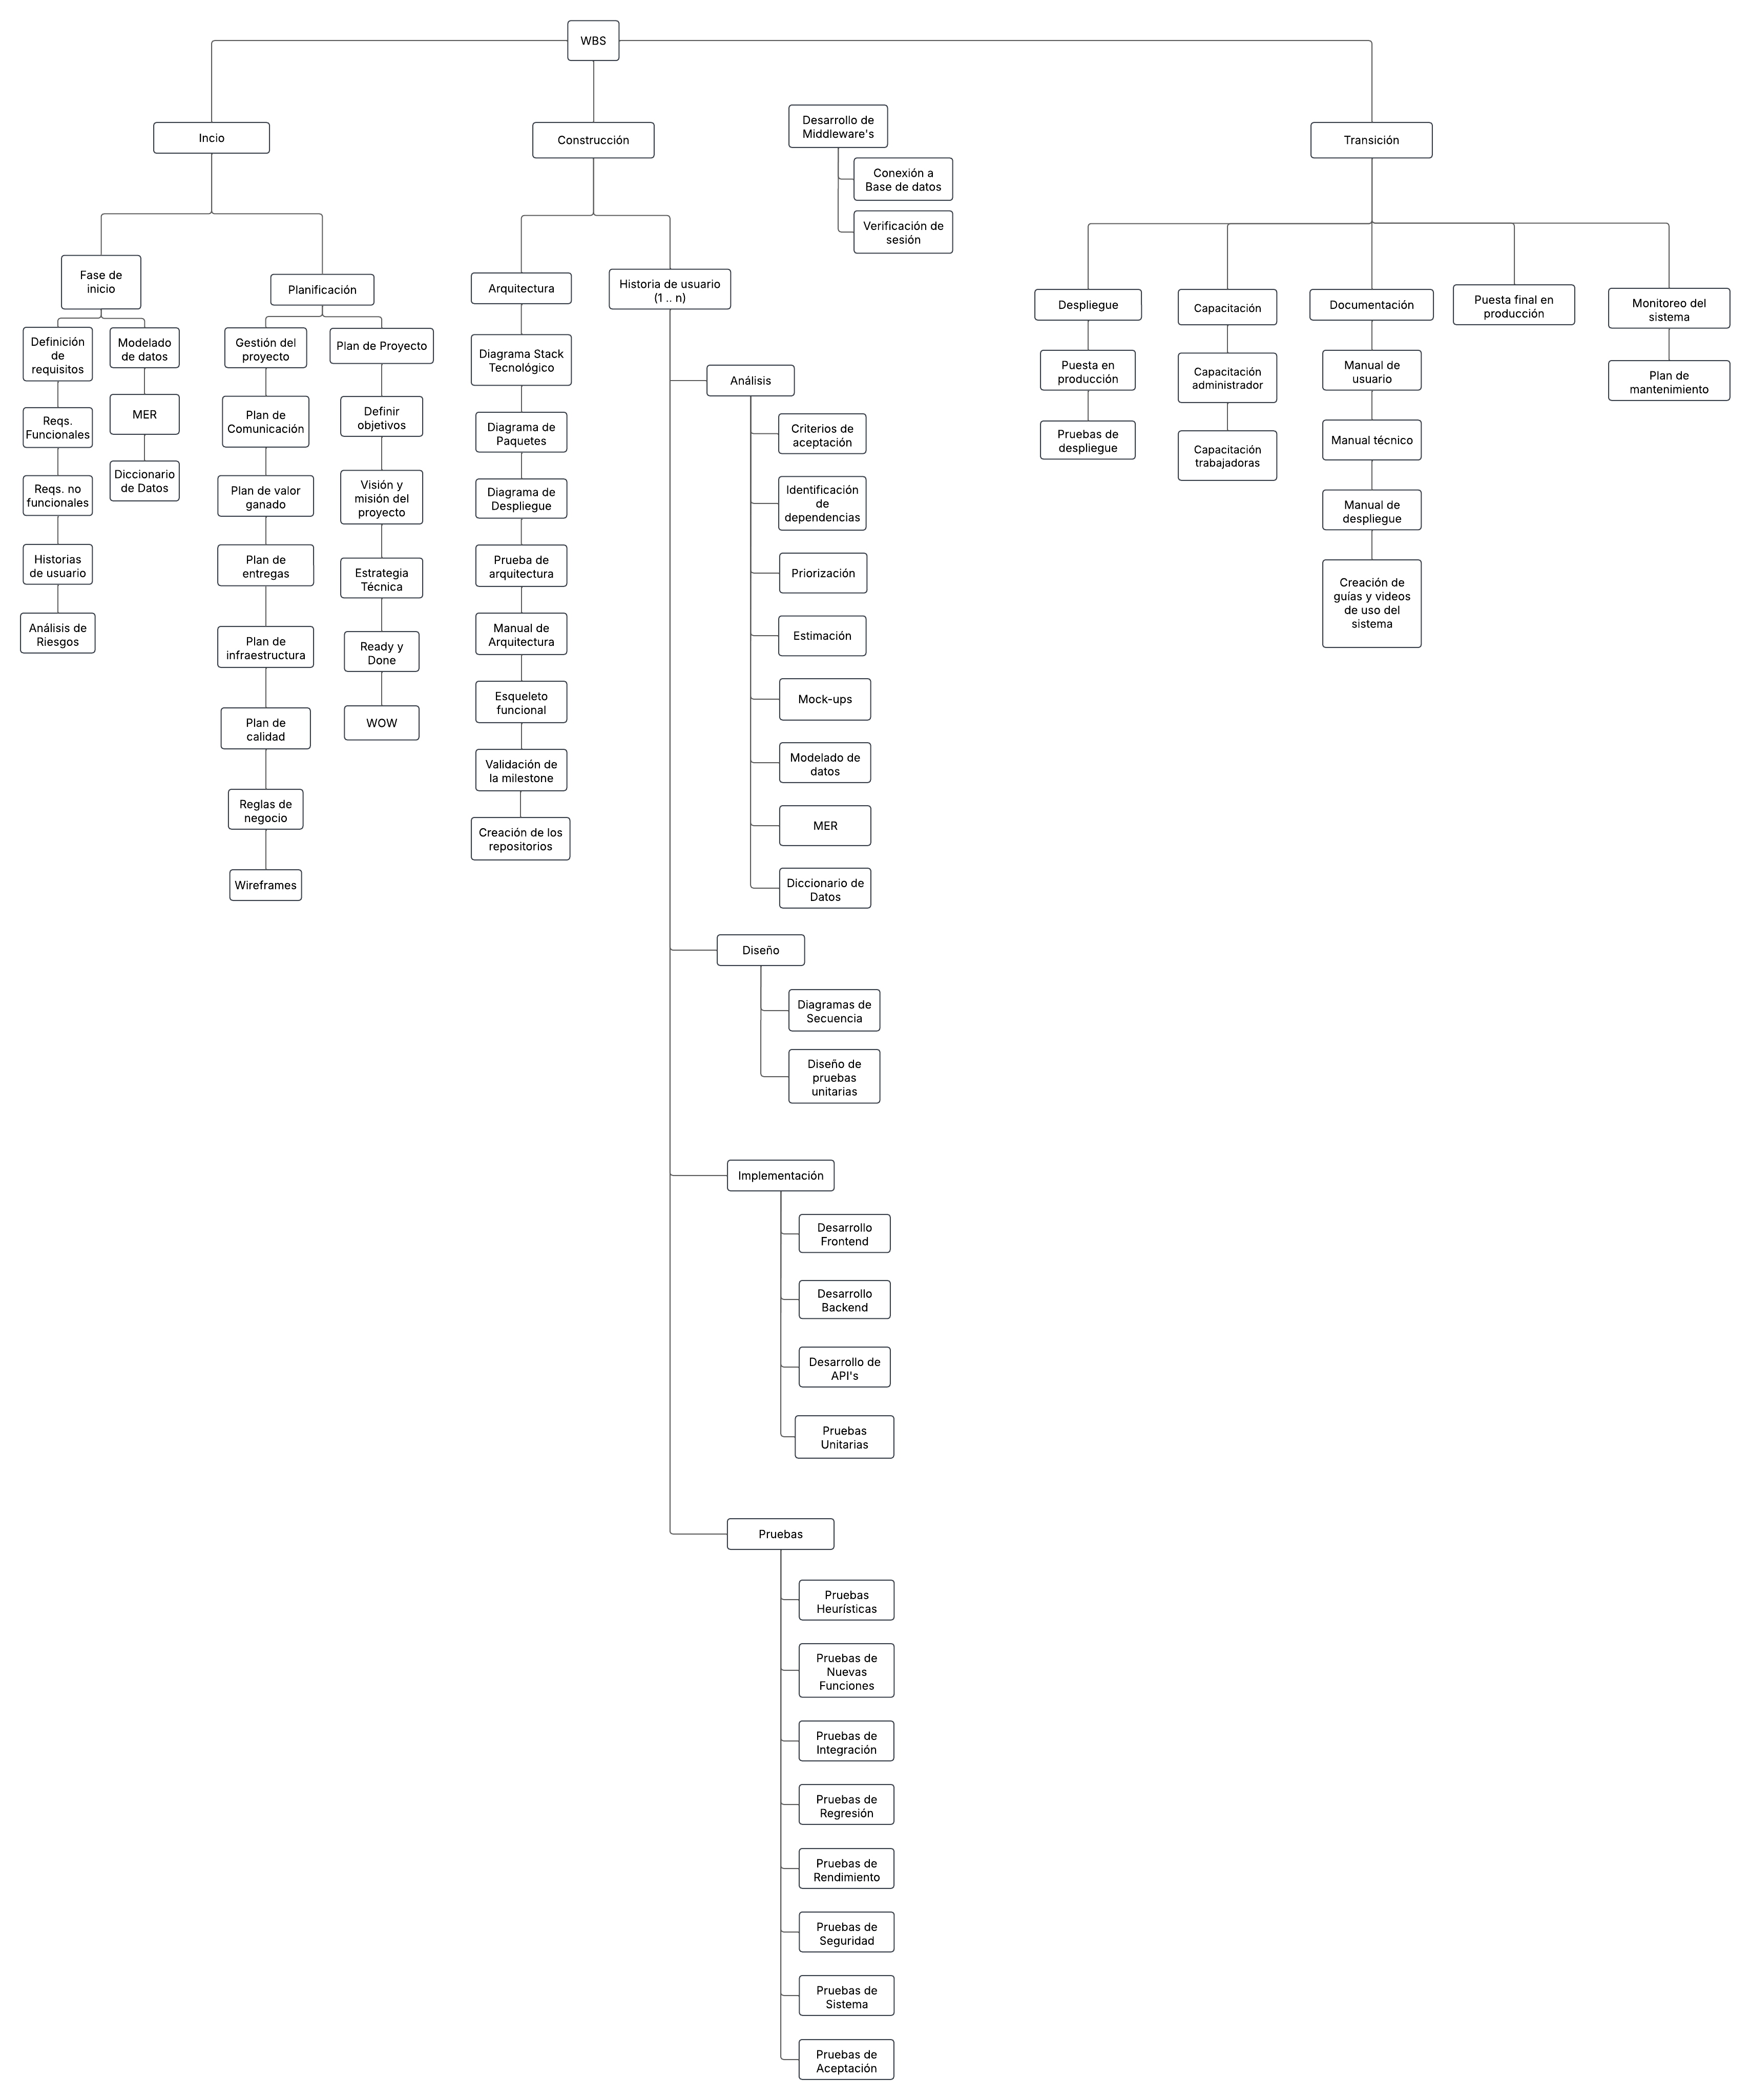 WBS
Incio
Construcción
Desarrollo de
Middleware's
Conexión a
Base de datos
Verificación de
sesión
Transición
Fase de
inicio
Definición
de
requisitos
Reqs.
Funcionales
Reqs. no
funcionales
Historias
de usuario
Análisis de
Riesgos
Modelado
de datos
MER
Diccionario
de Datos
Planificación
Gestión del
proyecto
Plan de
Comunicación
Plan de valor
ganado
Plan de
entregas
Plan de
infraestructura
Plan de
calidad
Reglas de
negocio
Wireframes
Plan de Proyecto
Definir
objetivos
Visión y
misión del
proyecto
Estrategia
Técnica
Ready y
Done
WOW
Arquitectura
Diagrama Stack
Tecnológico
Diagrama de
Paquetes
Diagrama de
Despliegue
Prueba de
arquitectura
Manual de
Arquitectura
Esqueleto
funcional
Validación de
la milestone
Creación de los
repositorios
Historia de usuario
(1 .. n)
Análisis
Criterios de
aceptación
Identificación
de
dependencias
Priorización
Estimación
Mock-ups
Modelado de
datos
MER
Diccionario de
Datos
Diseño
Diagramas de
Secuencia
Diseño de
pruebas
unitarias
Implementación
Desarrollo
Frontend
Desarrollo
Backend
Desarrollo de
API's
Pruebas
Unitarias
Pruebas
Pruebas
Heurísticas
Pruebas de
Nuevas
Funciones
Pruebas de
Integración
Pruebas de
Regresión
Pruebas de
Rendimiento
Pruebas de
Seguridad
Pruebas de
Sistema
Pruebas de
Aceptación
Despliegue
Puesta en
producción
Pruebas de
despliegue
Capacitación
Capacitación
administrador
Capacitación
trabajadoras
Documentación
Manual de
usuario
Manual técnico
Manual de
despliegue
Creación de
guías y videos
de uso del
sistema
Puesta final en
producción
Monitoreo del
sistema
Plan de
mantenimiento